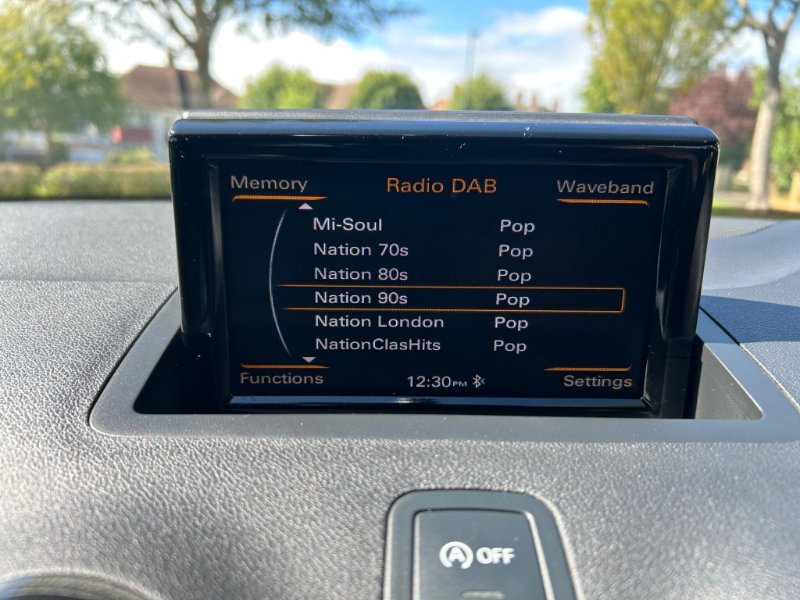 Memory Radio DAB Waveband
Mi-Soul Pop
Nation 70s Pop
Nation 80s Pop
Nation 90s Pop
Nation London Pop
NationClasHits Pop
Functions 12:30PM Settings
A OFF